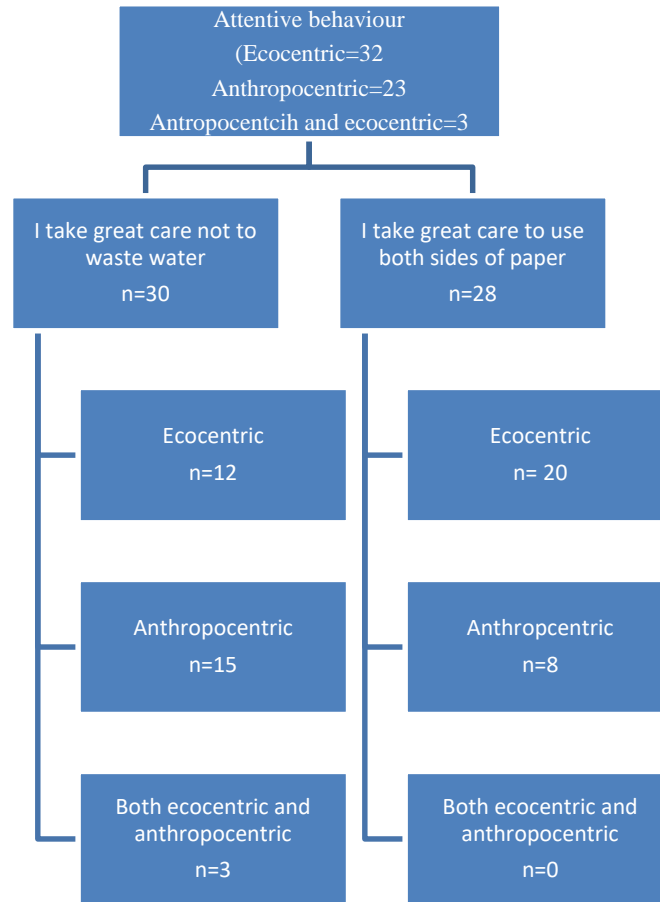 Attentive behaviour
(Ecocentric=32
Anthropocentric=23
Antropocentcih and ecocentric=3
I take great care not to
waste water
n=30
I take great care to use
both sides of paper
n=28
Ecocentric
n=12
Ecocentric
n= 20
Anthropocentric
n=15
Anthropcentric
n=8
Both ecocentric and
anthropocentric
n=3
Both ecocentric and
anthropocentric
n=0